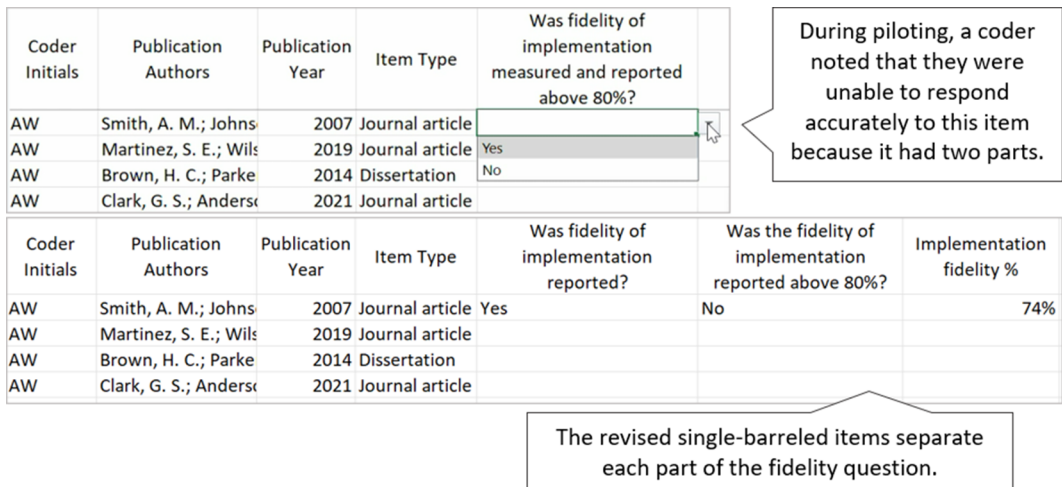 Coder Initials
Publication Authors
Publication Year
Item Type
Was fidelity of implementation measured and reported above 80%?
AW Smith, A. M.; Johns 2007 Journal article
AW Martinez, S. E.; Wils 2019 Journal article Yes
AW Brown, H. C.; Parke 2014 Dissertation No
AW Clark, G. S.; Anders 2021 Journal article
During piloting, a coder
noted that they were
unable to respond
accurately to this item
because it had two parts.
Coder Initials
Publication Authors
Publication Year
Item Type
Was fidelity of implementation reported?
Was the fidelity of implementation reported above 80%?
Implementation fidelity %
AW Smith, A. M.; Johns 2007 Journal article Yes No 74%
AW Martinez, S. E.; Wils 2019 Journal article
AW Brown, H. C.; Parke 2014 Dissertation
AW Clark, G. S.; Anders 2021 Journal article
The revised single-barreled items separate
each part of the fidelity question.